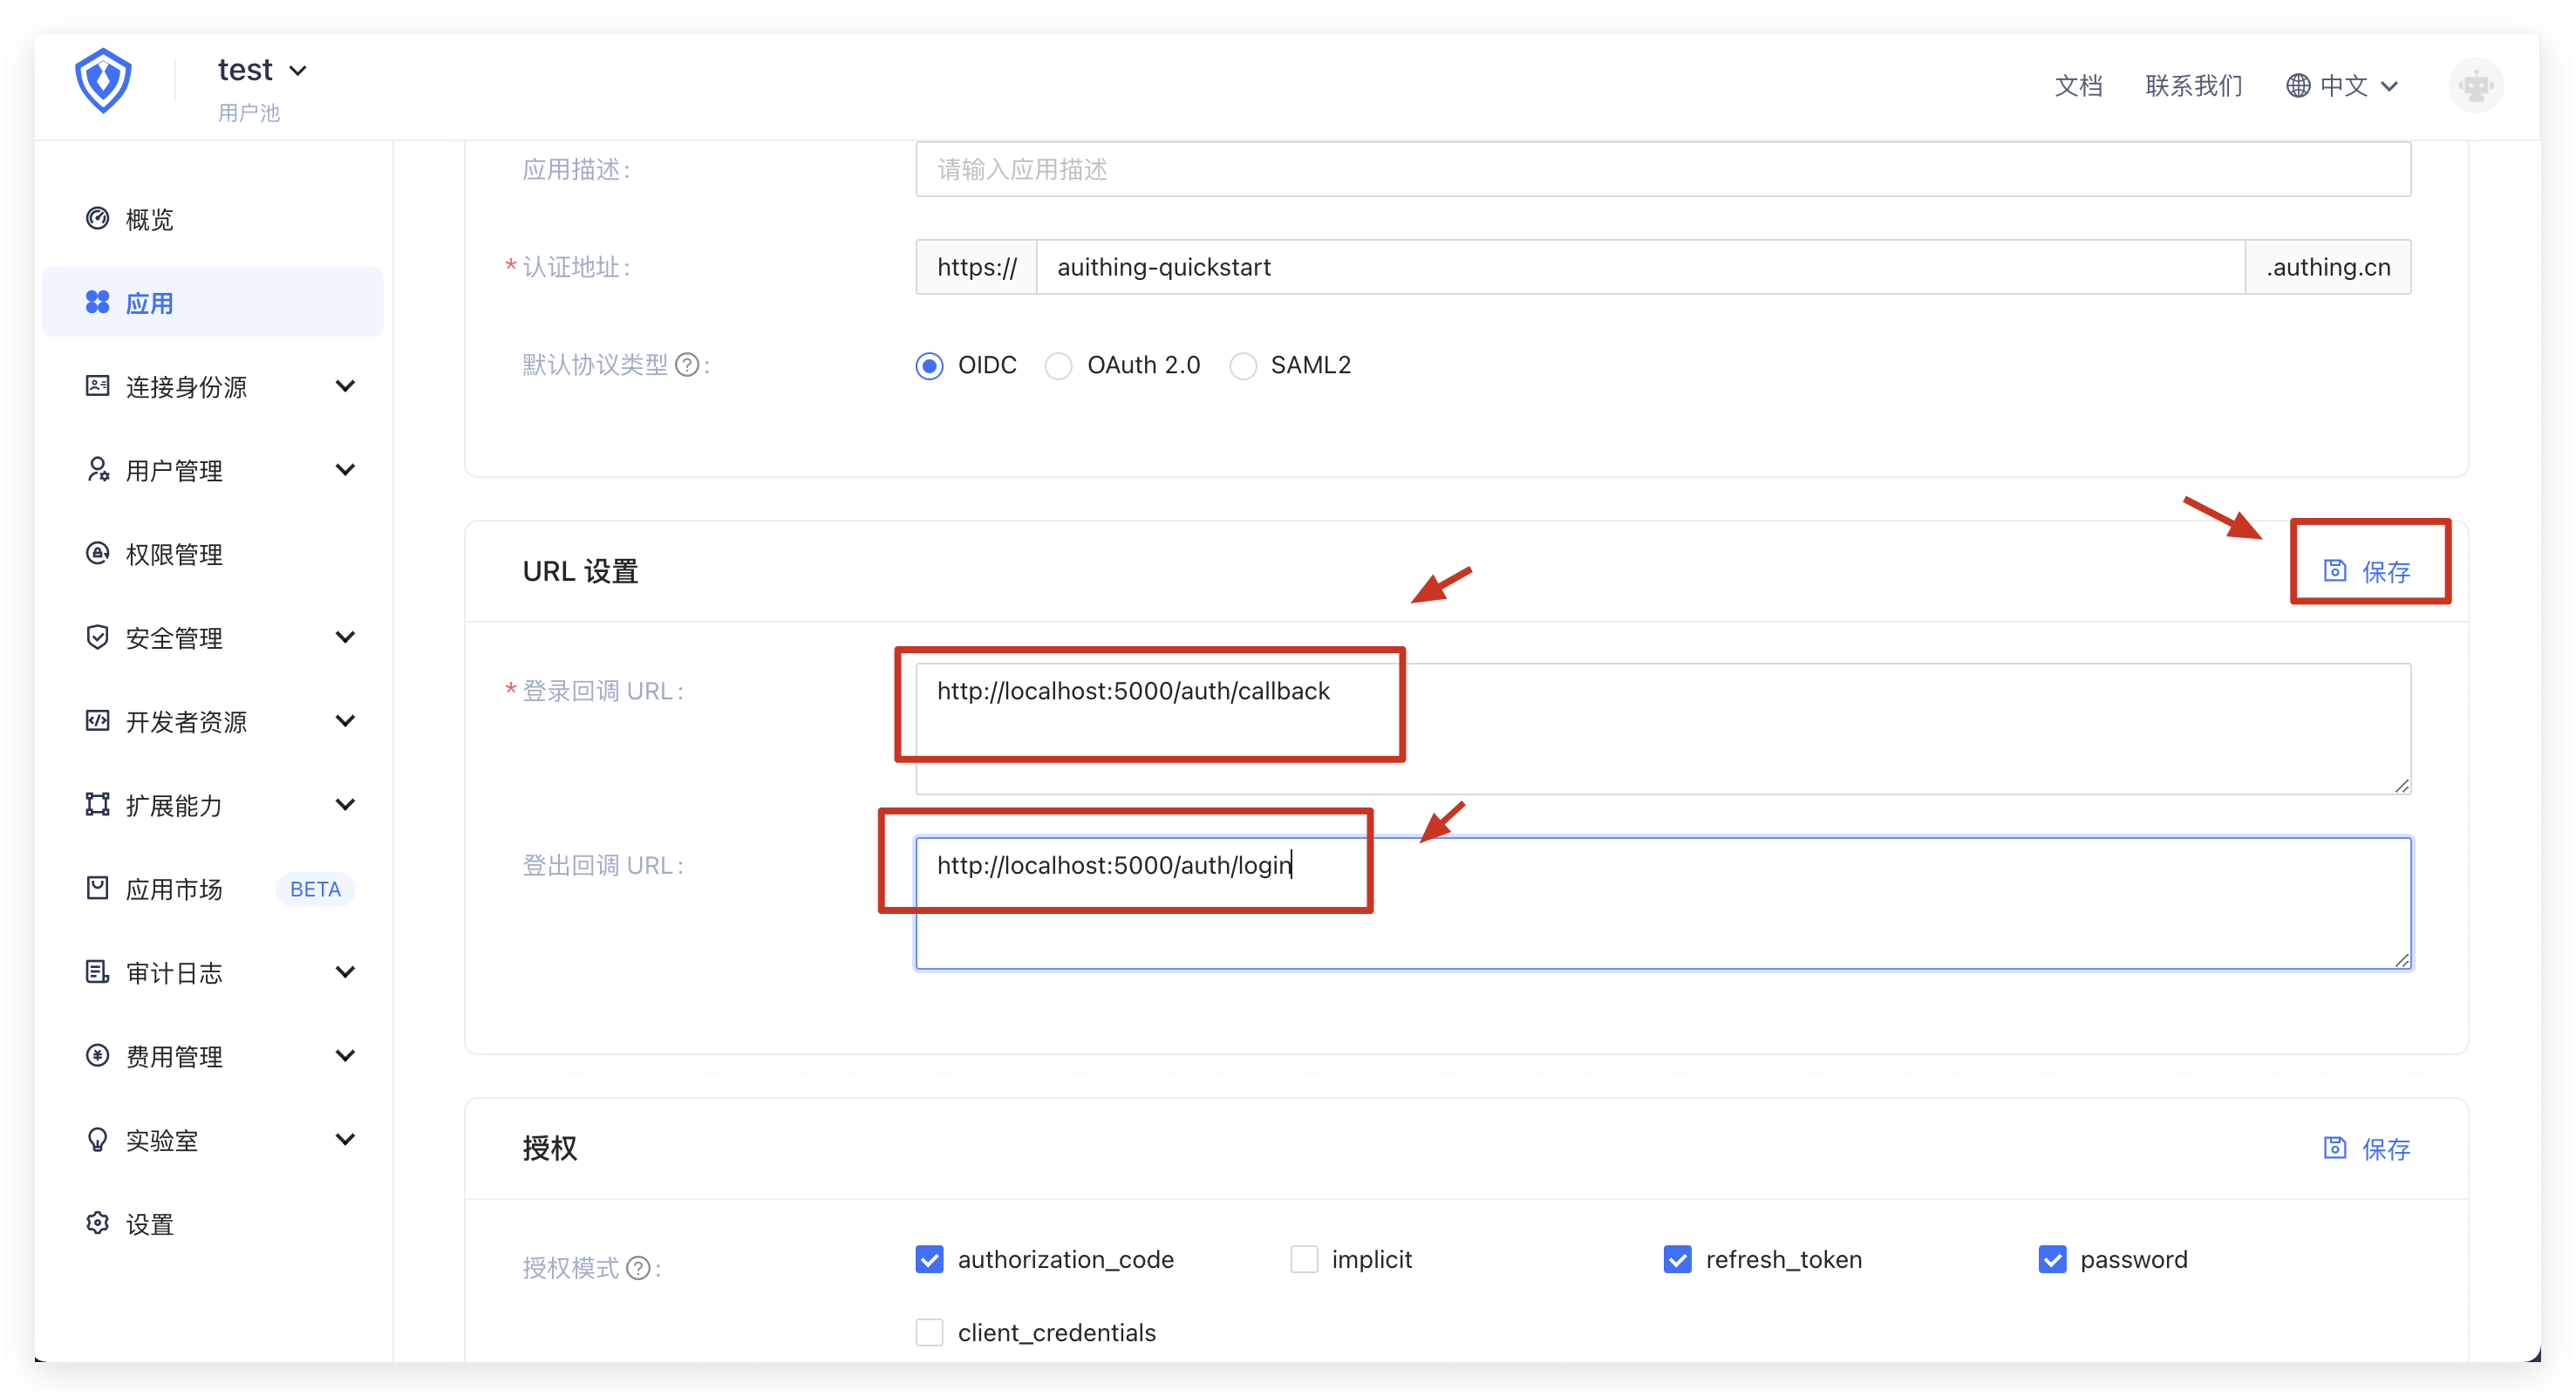 test
用户池
文档
联系我们
中文
概览
应用
连接身份源
用户管理
权限管理
安全管理
开发者资源
扩展能力
应用市场 BETA
审计日志
费用管理
实验室
设置
应用描述: 请输入应用描述
* 认证地址: https:// auithing-quickstart .authing.cn
默认协议类型 ? : OIDC OAuth 2.0 SAML2
URL 设置 保存
* 登录回调 URL: http://localhost:5000/auth/callback
登出回调 URL: http://localhost:5000/auth/login
授权 保存
授权模式 ? : authorization_code implicit refresh_token password
client_credentials